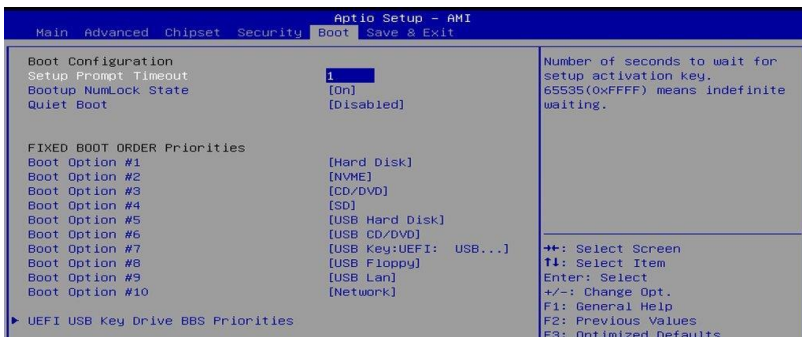 Aptio Setup – AMI
Main Advanced Chipset Security Boot Save & Exit
Boot Configuration
Setup Prompt Timeout 1
Bootup NumLock State [On]
Quiet Boot [Disabled]
FIXED BOOT ORDER Priorities
Boot Option #1 [Hard Disk]
Boot Option #2 [NVME]
Boot Option #3 [CD/DVD]
Boot Option #4 [SD]
Boot Option #5 [USB Hard Disk]
Boot Option #6 [USB CD/DVD]
Boot Option #7 [USB Key:UEFI: USB...]
Boot Option #8 [USB Floppy]
Boot Option #9 [USB Lan]
Boot Option #10 [Network]
▶ UEFI USB Key Drive BBS Priorities
Number of seconds to wait for
setup activation key.
65535(0xFFFF) means indefinite
waiting.
→←: Select Screen
↑↓: Select Item
Enter: Select
+/-: Change Opt.
F1: General Help
F2: Previous Values
F3: Optimized Defaults